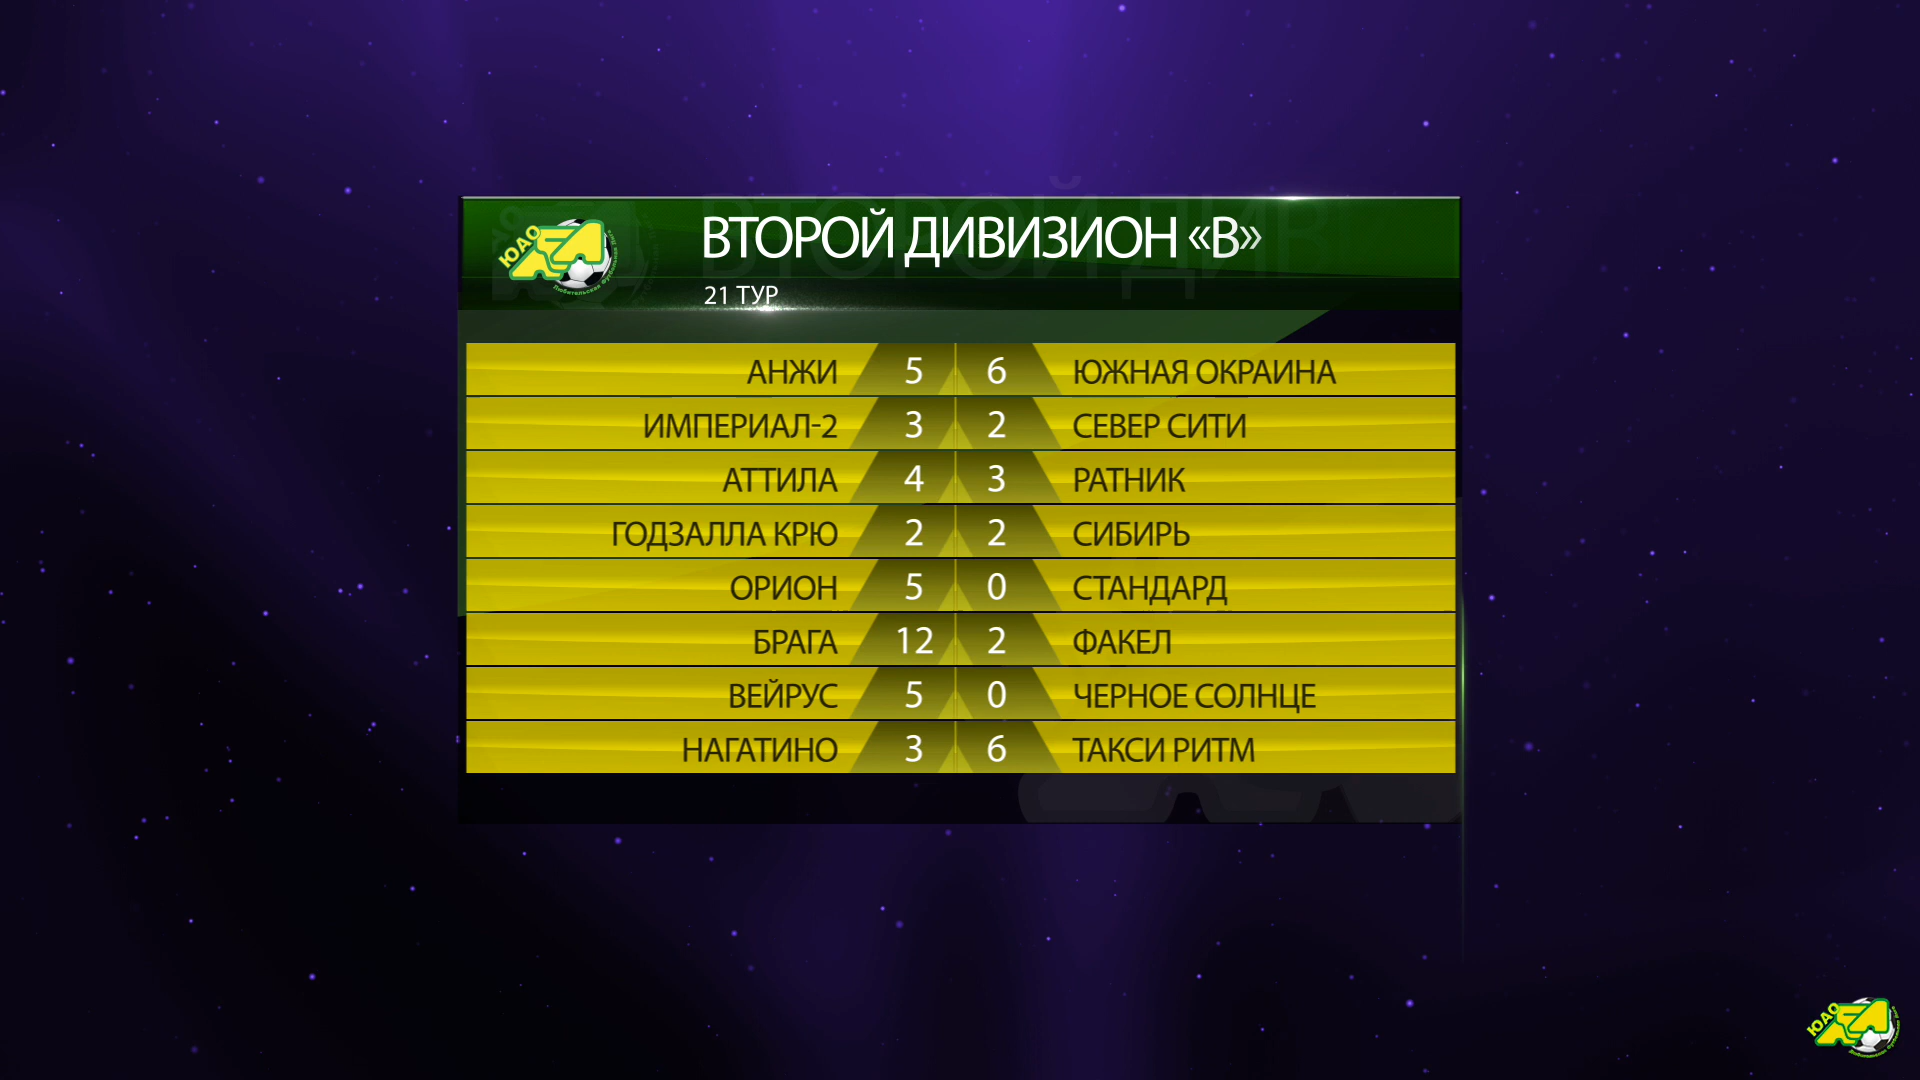 ЮАО
ВТОРОЙ ДИВИЗИОН «В»
21 ТУР
АНЖИ 5 6 ЮЖНАЯ ОКРАИНА
ИМПЕРИАЛ-2 3 2 СЕВЕР СИТИ
АТТИЛА 4 3 РАТНИК
ГОДЗАЛЛА КРЮ 2 2 СИБИРЬ
ОРИОН 5 0 СТАНДАРД
БРАГА 12 2 ФАКЕЛ
ВЕЙРУС 5 0 ЧЕРНОЕ СОЛНЦЕ
НАГАТИНО 3 6 ТАКСИ РИТМ
ЮАО